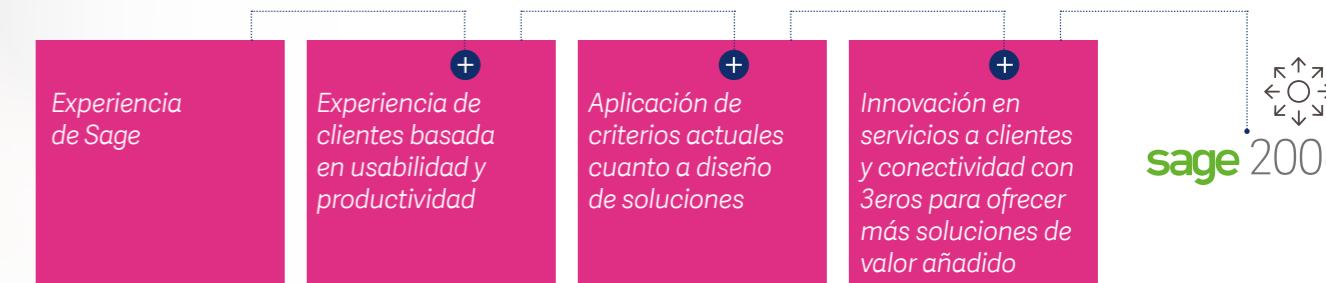 Experiencia
de Sage
+
Experiencia de
clientes basada
en usabilidad y
productividad
+
Aplicación de
criterios actuales
cuanto a diseño
de soluciones
+
Innovación en
servicios a clientes
y conectividad con
3eros para ofrecer
más soluciones de
valor añadido
sage 200